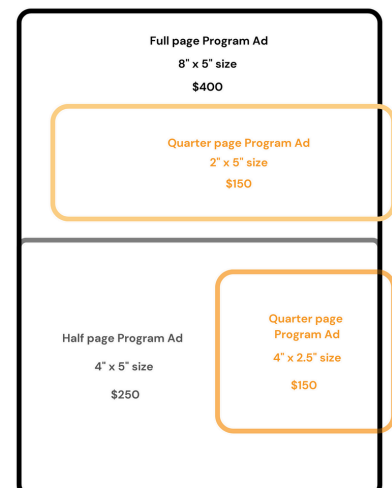 Full page Program Ad
8" x 5" size
$400
Quarter page Program Ad
2" x 5" size
$150
Half page Program Ad
4" x 5" size
$250
Quarter page
Program Ad
4" x 2.5" size
$150